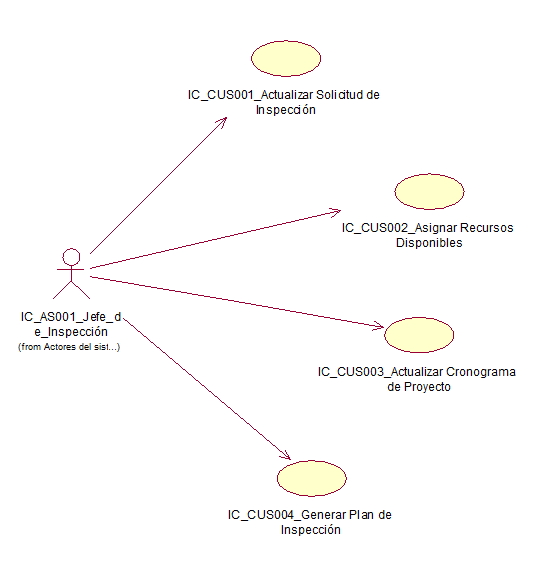 IC_CUS001_Actualizar Solicitud de
Inspección
IC_CUS002_Asignar Recursos
Disponibles
IC_AS001_Jefe_d
e_Inspección
(from Actores del sist...)
IC_CUS003_Actualizar Cronograma
de Proyecto
IC_CUS004_Generar Plan de
Inspección